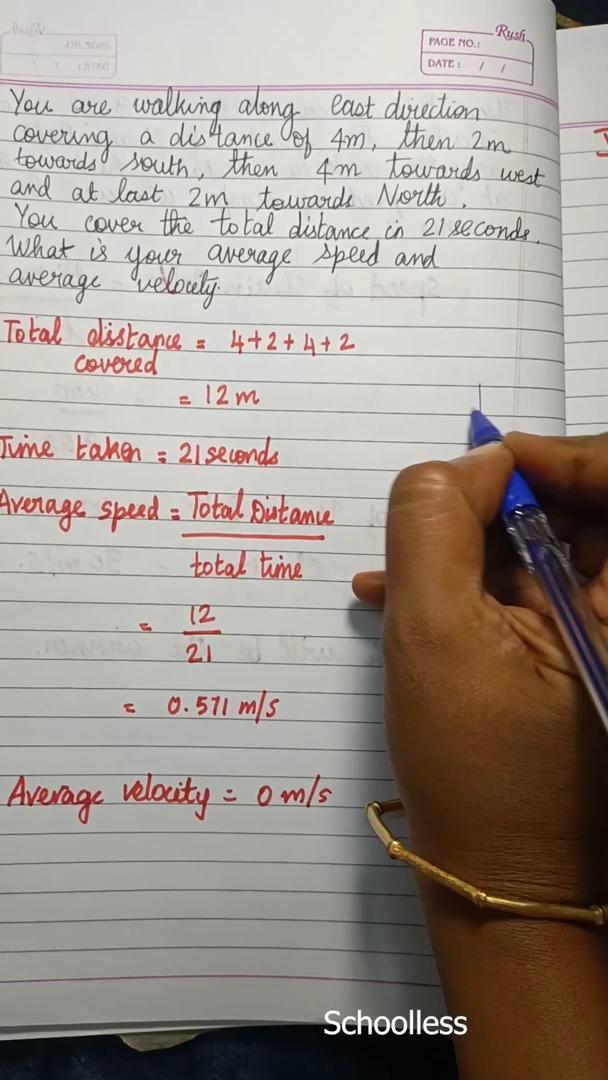 Rush
PAGE NO.:
DATE: / /
You are walking along east direction
covering a distance of 4m, then 2m
towards south, then 4m towards west
and at last 2m towards North.
You cover the total distance in 21 seconds.
What is your average speed and
average velocity.
Total distance = 4+2+4+2
covered
= 12m
Time taken = 21 seconds
Average speed = Total Distance
total time
= 12
21
= 0.571 m/s
Average velocity = 0 m/s
Schoolless